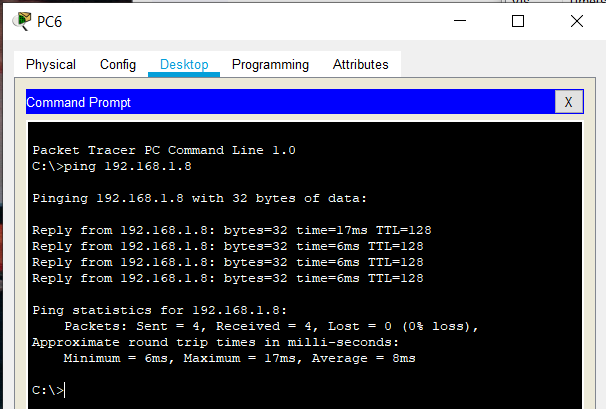 PC6
Physical Config Desktop Programming Attributes
Command Prompt X
Packet Tracer PC Command Line 1.0
C:\>ping 192.168.1.8
Pinging 192.168.1.8 with 32 bytes of data:
Reply from 192.168.1.8: bytes=32 time=17ms TTL=128
Reply from 192.168.1.8: bytes=32 time=6ms TTL=128
Reply from 192.168.1.8: bytes=32 time=6ms TTL=128
Reply from 192.168.1.8: bytes=32 time=6ms TTL=128
Ping statistics for 192.168.1.8:
Packets: Sent = 4, Received = 4, Lost = 0 (0% loss),
Approximate round trip times in milli-seconds:
Minimum = 6ms, Maximum = 17ms, Average = 8ms
C:\>